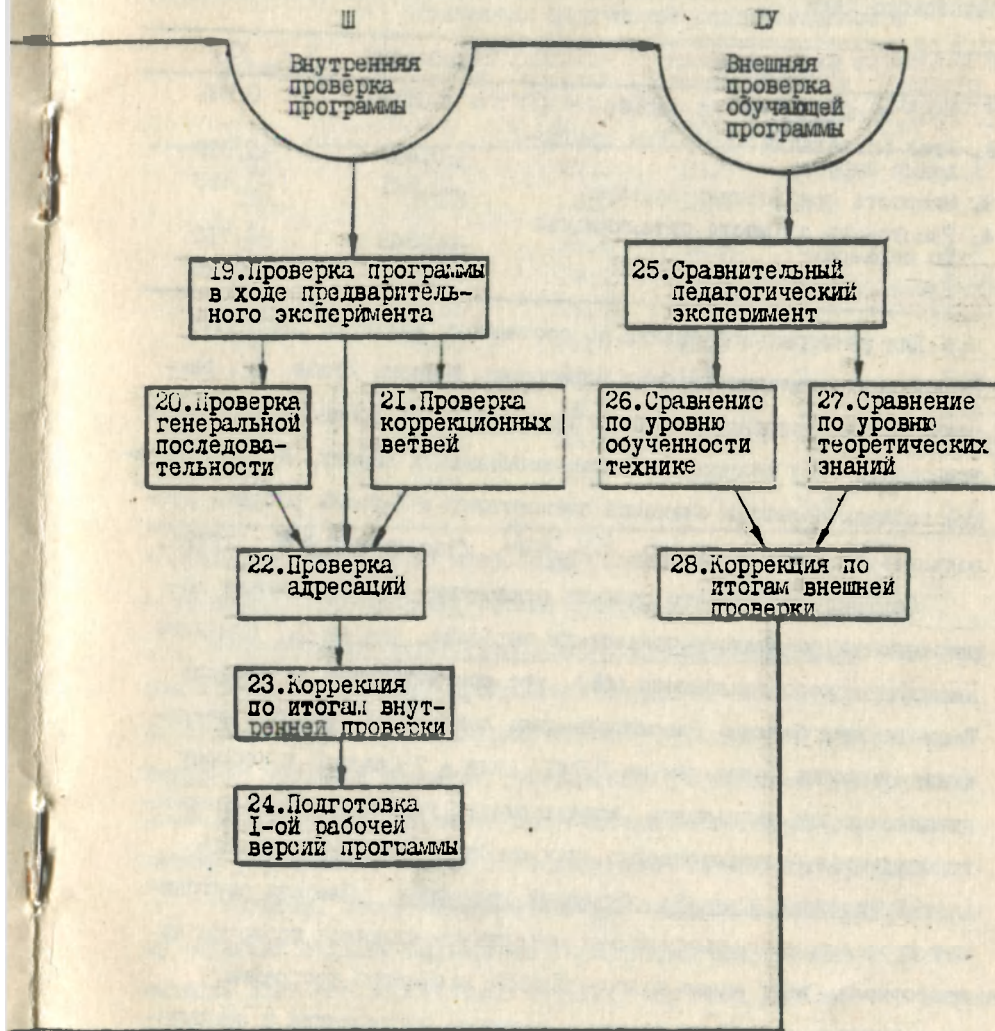 Ш
Внутренняя
проверка
программы
IУ
Внешняя
проверка
обучающей
программы
19.Проверка программы
в ходе предваритель-
ного эксперимента
20.Проверка
генеральной
последова-
тельности
2I.Проверка
коррекционных
ветвей
22.Проверка
адресаций
23.Коррекция
по итогам внут-
ренней проверки
24.Подготовка
I-ой рабочей
версии программы
25.Сравнительный
педагогический
эксперимент
26.Сравнение
по уровню
обученности
технике
27.Сравнение
по уровню
теоретических
знаний
28.Коррекция по
итогам внешней
проверки